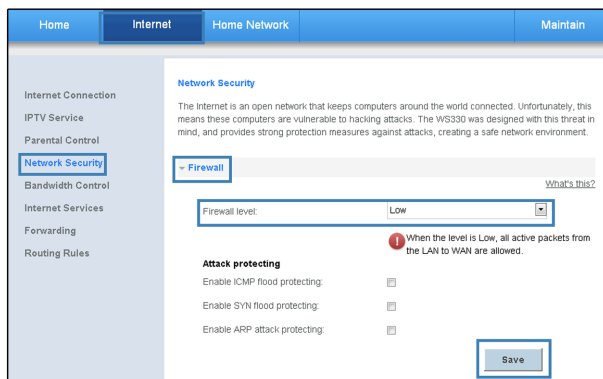 Home Internet Home Network Maintain
Internet Connection
IPTV Service
Parental Control
Network Security
Bandwidth Control
Internet Services
Forwarding
Routing Rules
Network Security
The Internet is an open network that keeps computers around the world connected. Unfortunately, this
means these computers are vulnerable to hacking attacks. The WS330 was designed with this threat in
mind, and provides strong protection measures against attacks, creating a safe network environment.
Firewall
What's this?
Firewall level: Low
When the level is Low, all active packets from
the LAN to WAN are allowed.
Attack protecting
Enable ICMP flood protecting:
Enable SYN flood protecting:
Enable ARP attack protecting:
Save